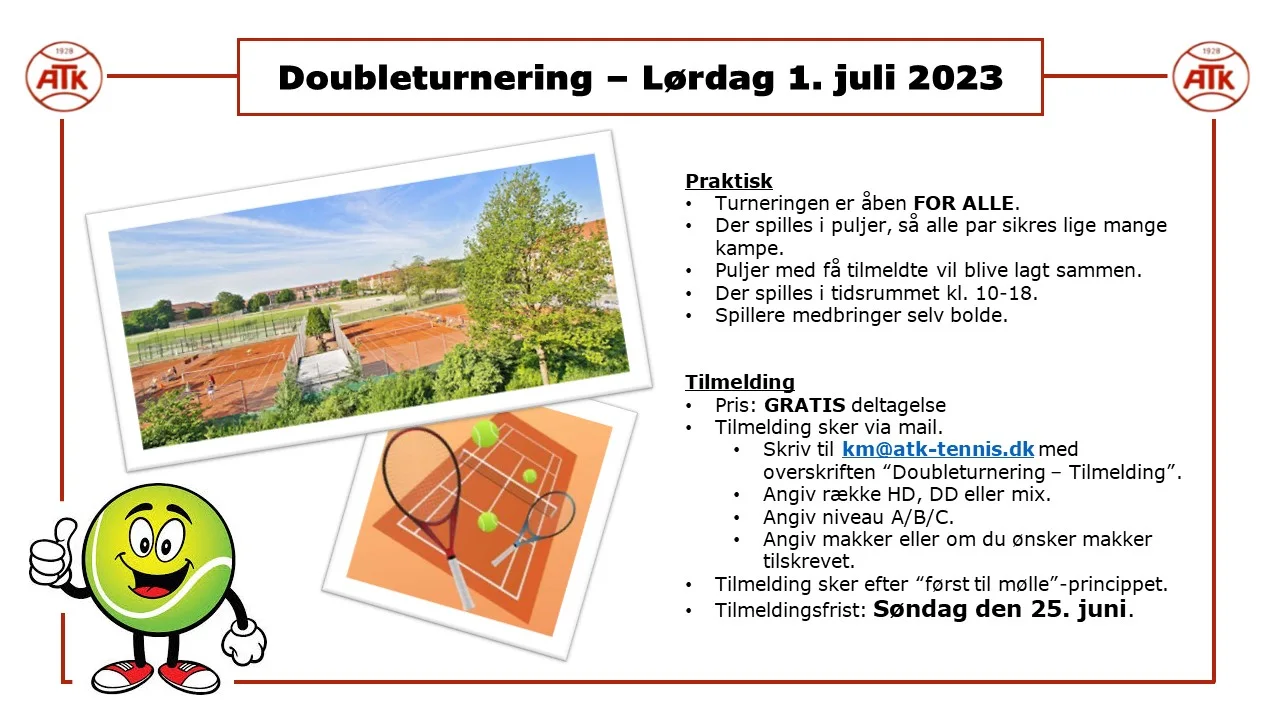 1928
ATK
Doubleturnering – Lørdag 1. juli 2023
1928
ATK
Praktisk
• Turneringen er åben FOR ALLE.
• Der spilles i puljer, så alle par sikres lige mange
kampe.
• Puljer med få tilmeldte vil blive lagt sammen.
• Der spilles i tidsrummet kl. 10-18.
• Spillere medbringer selv bolde.
Tilmelding
• Pris: GRATIS deltagelse
• Tilmelding sker via mail.
• Skriv til km@atk-tennis.dk med
overskriften “Doubleturnering – Tilmelding”.
• Angiv række HD, DD eller mix.
• Angiv niveau A/B/C.
• Angiv makker eller om du ønsker makker
tilskrevet.
• Tilmelding sker efter “først til mølle”-princippet.
• Tilmeldingsfrist: Søndag den 25. juni.